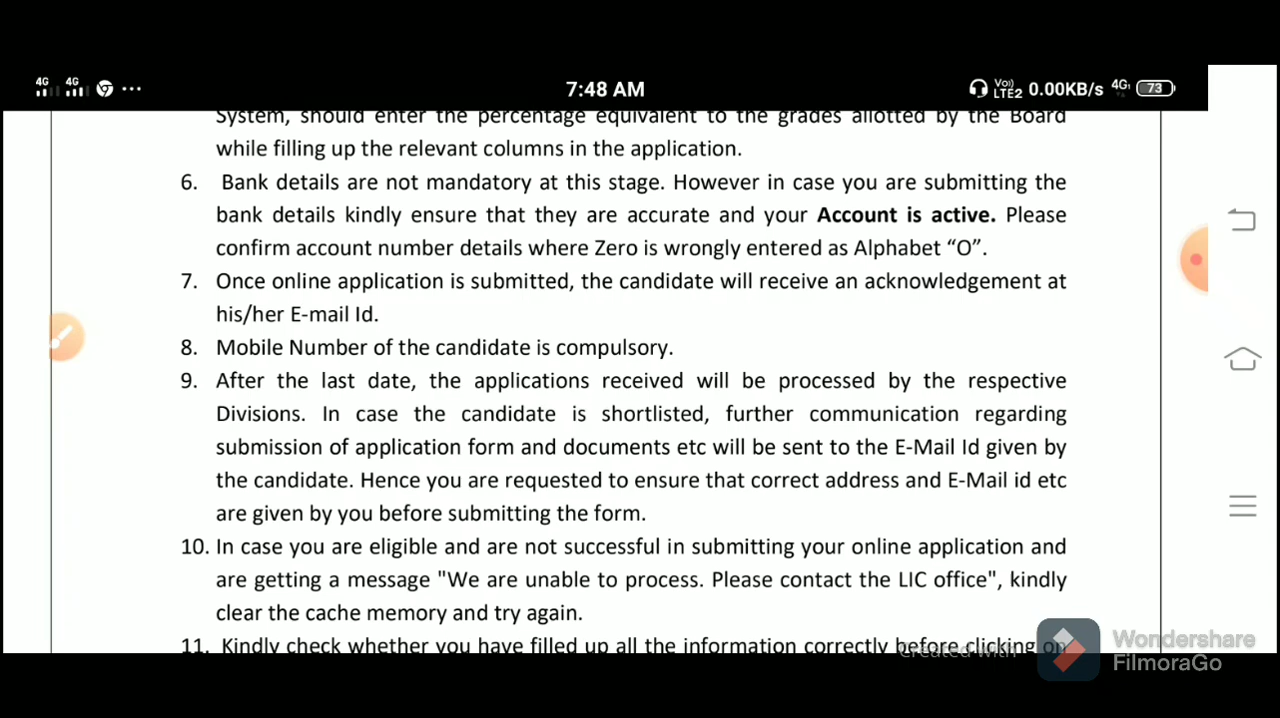 4G 4G ... 7:48 AM Vo)) LTE2 0.00KB/s 4G 73
System, should enter the percentage equivalent to the grades allotted by the Board
while filling up the relevant columns in the application.
6. Bank details are not mandatory at this stage. However in case you are submitting the
bank details kindly ensure that they are accurate and your Account is active. Please
confirm account number details where Zero is wrongly entered as Alphabet “O”.
7. Once online application is submitted, the candidate will receive an acknowledgement at
his/her E-mail Id.
8. Mobile Number of the candidate is compulsory.
9. After the last date, the applications received will be processed by the respective
Divisions. In case the candidate is shortlisted, further communication regarding
submission of application form and documents etc will be sent to the E-Mail Id given by
the candidate. Hence you are requested to ensure that correct address and E-Mail id etc
are given by you before submitting the form.
10. In case you are eligible and are not successful in submitting your online application and
are getting a message "We are unable to process. Please contact the LIC office", kindly
clear the cache memory and try again.
11. Kindly check whether you have filled up all the information correctly before clicking on
Created with
Wondershare
FilmoraGo